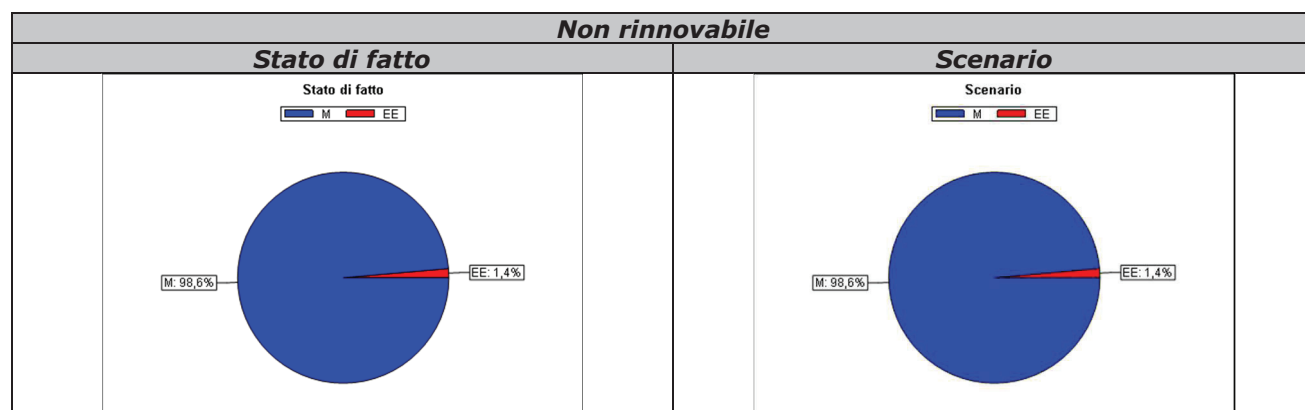 Non rinnovabile
Stato di fatto
Scenario
Stato di fatto
M EE
M: 98,6%
EE: 1,4%
Scenario
M EE
M: 98,6%
EE: 1,4%